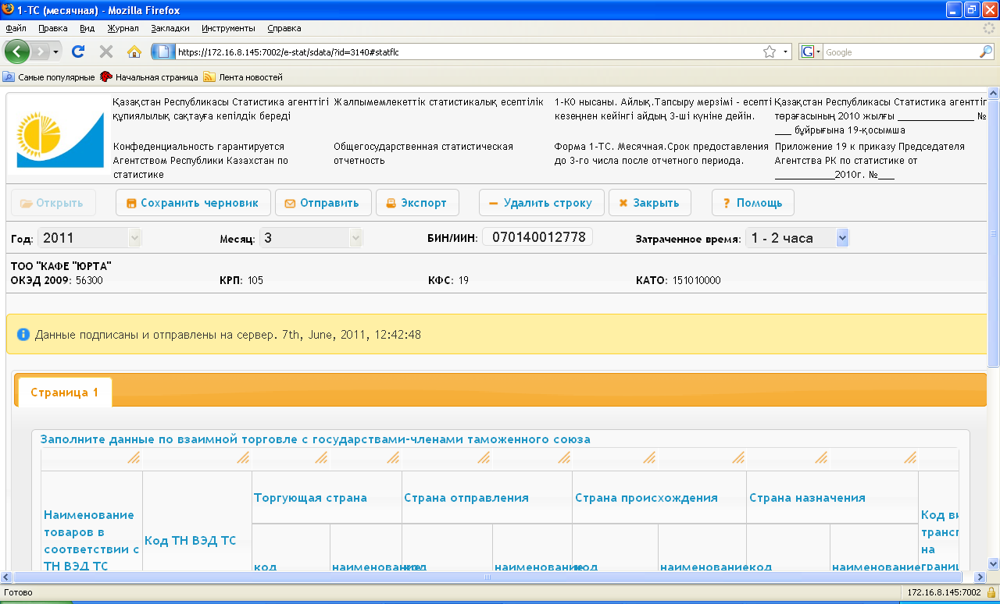 1-ТС (месячная) - Mozilla Firefox
Файл Правка Вид Журнал Закладки Инструменты Справка
https://172.16.8.145:7002/e-stat/sdata/?id=3140#statflc
Google
Самые популярные Начальная страница Лента новостей
Қазақстан Республикасы Статистика агенттігі
құпиялылық сақтауға кепілдік береді
Жалпымемлекеттік статистикалық есептілік
1-КО нысаны. Айлық.Тапсыру мерзімі - есепті
кезеңнен кейінгі айдың 3-ші күніне дейін.
Қазақстан Республикасы Статистика агенттіг
төрағасының 2010 жылғы ______________ №
___ бұйрығына 19-қосымша
Конфеденциальность гарантируется
Агентством Республики Казахстан по
статистике
Общегосударственная статистическая
отчетность
Форма 1-ТС. Месячная.Срок предоставления
до 3-го числа после отчетного периода.
Приложение 19 к приказу Председателя
Агентства РК по статистике от
___________2010г. №___
Открыть Сохранить черновик Отправить Экспорт Удалить строку Закрыть ? Помощь
Год: 2011 Месяц: 3 БИН/ИИН: 070140012778 Затраченное время: 1 - 2 часа
ТОО "КАФЕ "ЮРТА"
ОКЭД 2009: 56300 КРП: 105 КФС: 19 КАТО: 151010000
Данные подписаны и отправлены на сервер. 7th, June, 2011, 12:42:48
Страница 1
Заполните данные по взаимной торговле с государствами-членами таможенного союза
Наименование
товаров в
соответствии с
ТН ВЭД ТС
Код ТН ВЭД ТС
Торгующая страна
Страна отправления
Страна происхождения
Страна назначения
код наименование код наименование код наименование код наименование
Код ви
трансп
на
границ
Готово
172.16.8.145:7002